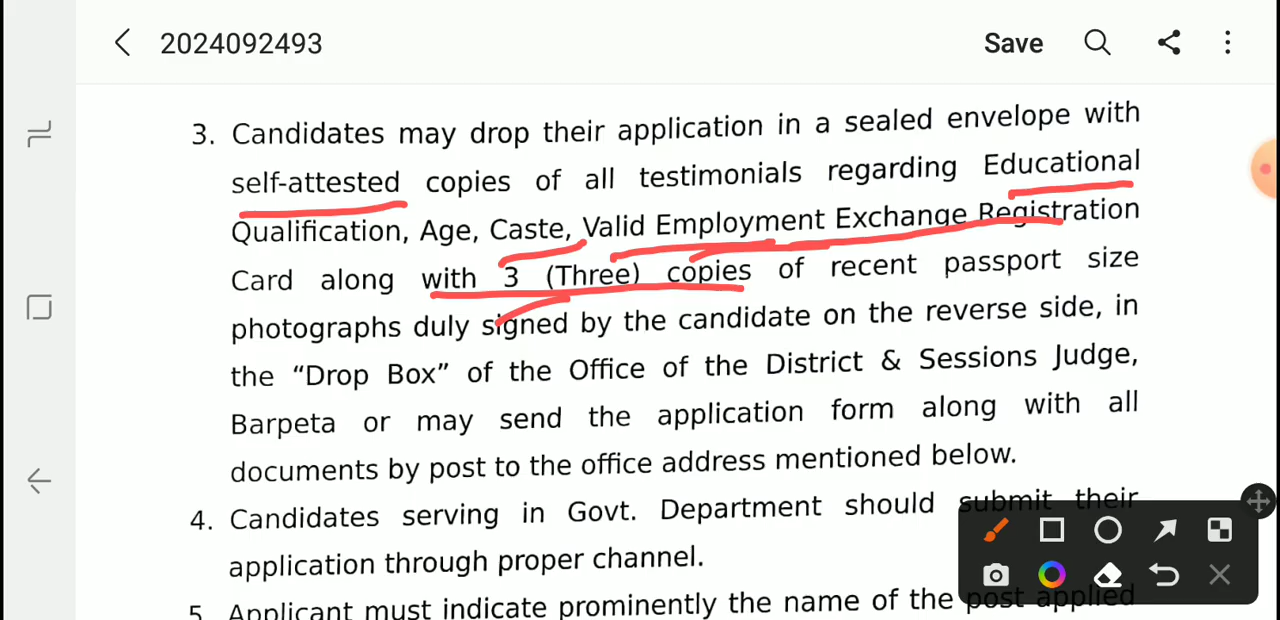 2024092493
Save
3. Candidates may drop their application in a sealed envelope with
self-attested copies of all testimonials regarding Educational
Qualification, Age, Caste, Valid Employment Exchange Registration
Card along with 3 (Three) copies of recent passport size
photographs duly signed by the candidate on the reverse side, in
the “Drop Box” of the Office of the District & Sessions Judge,
Barpeta or may send the application form along with all
documents by post to the office address mentioned below.
4. Candidates serving in Govt. Department should submit their
application through proper channel.
5. Applicant must indicate prominently the name of the post applied